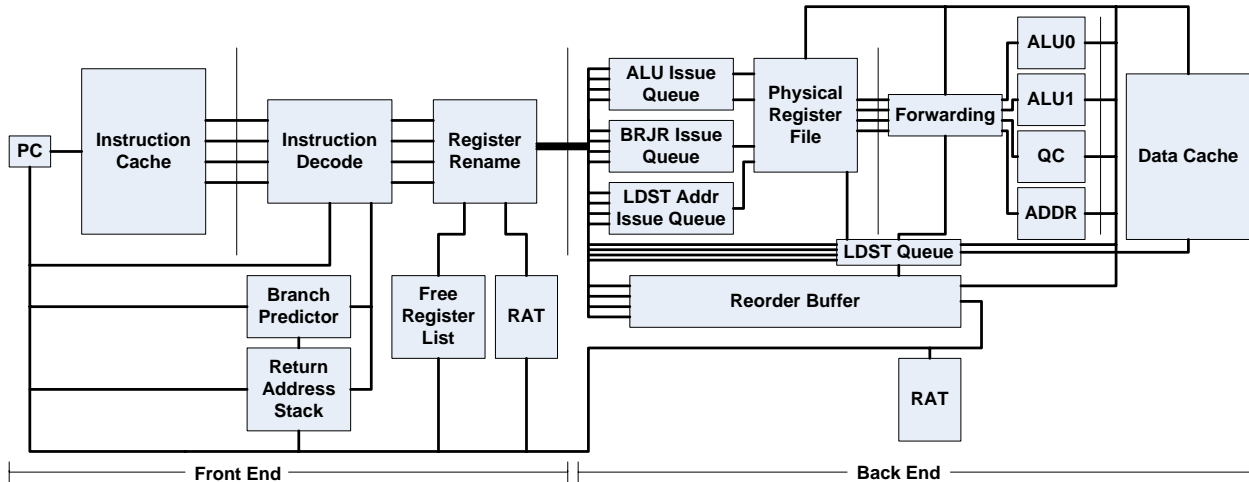 PC
Instruction
Cache
Instruction
Decode
Register
Rename
Branch
Predictor
Return
Address
Stack
Free
Register
List
RAT
ALU Issue
Queue
BRJR Issue
Queue
LDST Addr
Issue Queue
Physical
Register
File
Forwarding
ALU0
ALU1
QC
ADDR
Data Cache
LDST Queue
Reorder Buffer
RAT
Front End
Back End